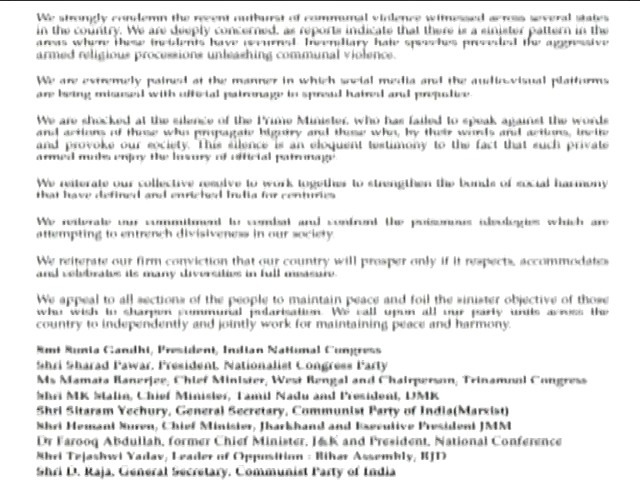 We strongly condemn the recent outburst of communal violence witnessed across several states
in the country. We are deeply concerned, as reports indicate that there is a sinister pattern in the
areas where these incidents have occurred. Incendiary hate speeches preceded the aggressive
armed religious processions unleashing communal violence.
We are extremely pained at the manner in which social media and the audio-visual platforms
are being misused with official patronage to spread hatred and prejudice.
We are shocked at the silence of the Prime Minister, who has failed to speak against the words
and actions of those who propagate bigotry and those who, by their words and actions, incite
and provoke our society. This silence is an eloquent testimony to the fact that such private
armed mobs enjoy the luxury of official patronage.
We reiterate our collective resolve to work together to strengthen the bonds of social harmony
that have defined and enriched India for centuries.
We reiterate our commitment to combat and confront the poisonous ideologies which are
attempting to entrench divisiveness in our society.
We reiterate our firm conviction that our country will prosper only if it respects, accommodates
and celebrates its many diversities in full measure.
We appeal to all sections of the people to maintain peace and foil the sinister objective of those
who wish to sharpen communal polarisation. We call upon all our party units across the
country to independently and jointly work for maintaining peace and harmony.
Smt Sonia Gandhi, President, Indian National Congress
Shri Sharad Pawar, President, Nationalist Congress Party
Ms Mamata Banerjee, Chief Minister, West Bengal and Chairperson, Trinamool Congress
Shri MK Stalin, Chief Minister, Tamil Nadu and President, DMK
Shri Sitaram Yechury, General Secretary, Communist Party of India(Marxist)
Shri Hemant Soren, Chief Minister, Jharkhand and Executive President JMM
Dr Farooq Abdullah, former Chief Minister, J&K and President, National Conference
Shri Tejashwi Yadav, Leader of Opposition : Bihar Assembly, RJD
Shri D. Raja, General Secretary, Communist Party of India